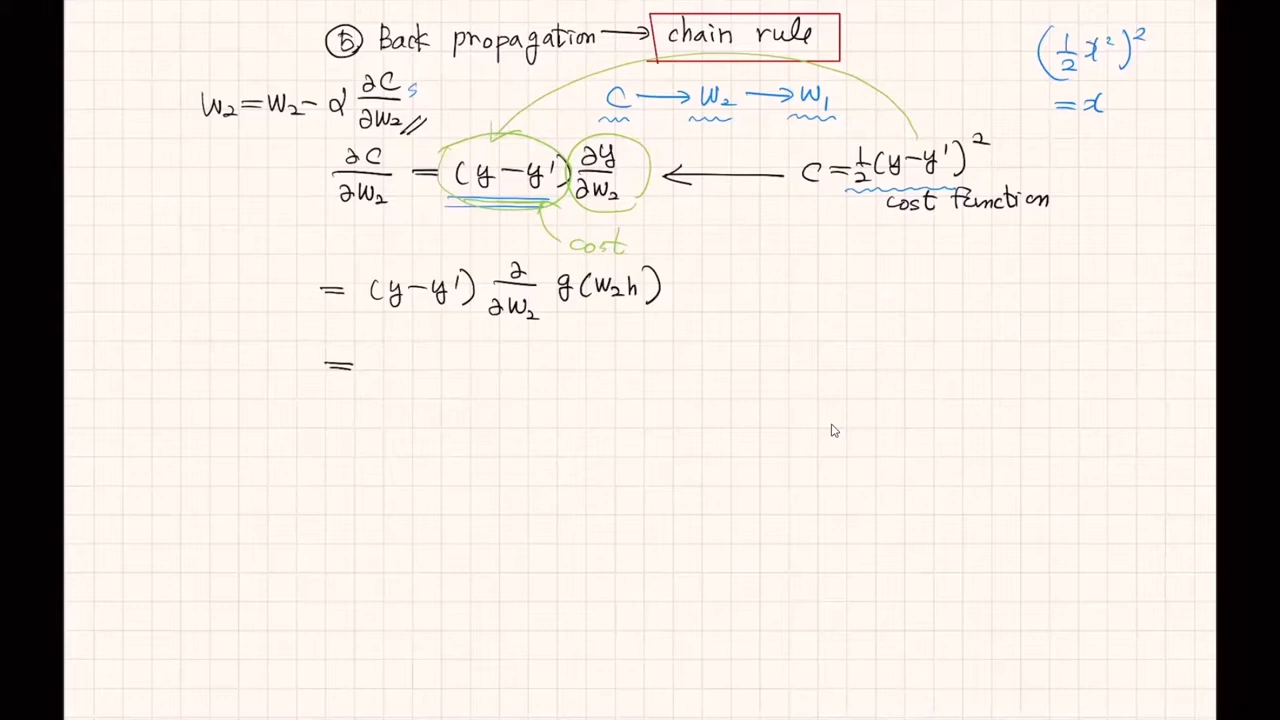 ⑤ Back propagation → chain rule
(1/2 x²)²
= x
W₂ = W₂ - α ∂C/∂W₂ s
C → W₂ → W₁
∂C/∂W₂ = (y - y') ∂y/∂W₂ ← C = 1/2 (y - y')²
cost function
cost
= (y - y') ∂/∂W₂ g(W₂h)
=